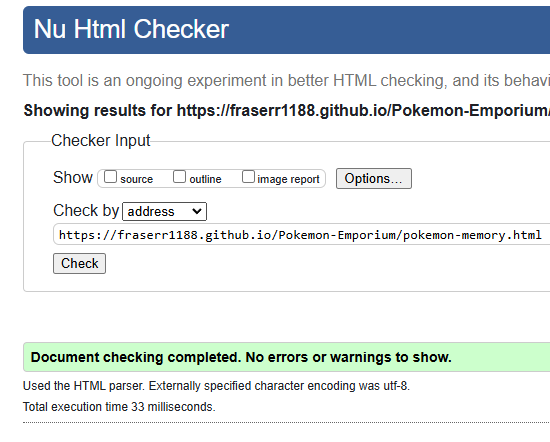 Nu Html Checker
This tool is an ongoing experiment in better HTML checking, and its behavi
Showing results for https://fraserr1188.github.io/Pokemon-Emporium/
Checker Input
Show source outline image report Options...
Check by address
https://fraserr1188.github.io/Pokemon-Emporium/pokemon-memory.html
Check
Document checking completed. No errors or warnings to show.
Used the HTML parser. Externally specified character encoding was utf-8.
Total execution time 33 milliseconds.